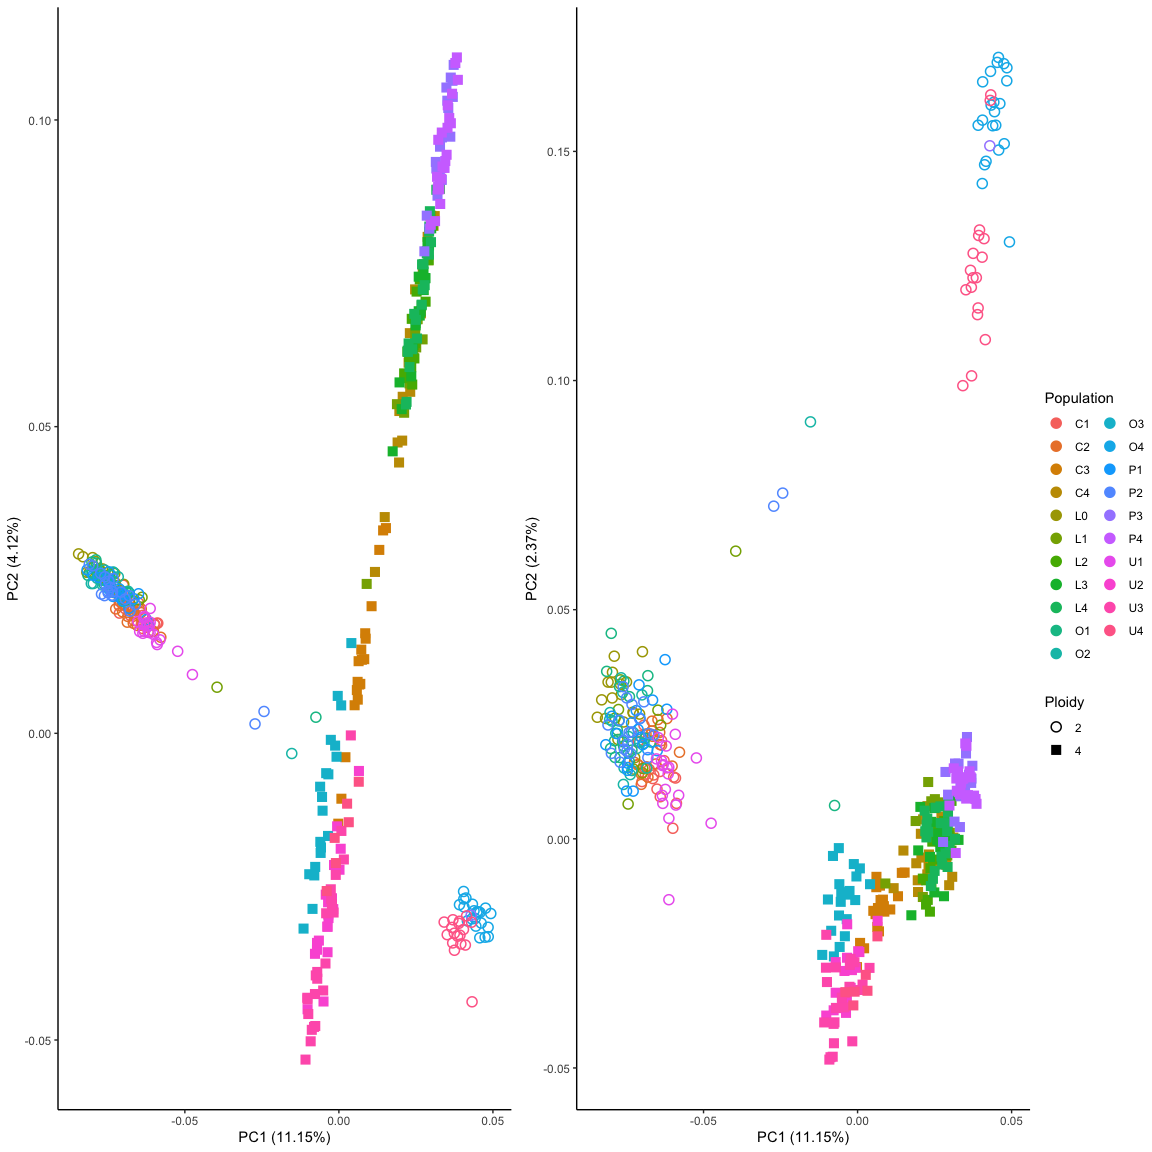 0.10
0.05
0.00
-0.05
PC2 (4.12%)
-0.05 0.00 0.05
PC1 (11.15%)
0.15
0.10
0.05
0.00
-0.05
PC2 (2.37%)
-0.05 0.00 0.05
PC1 (11.15%)
Population
C1 O3
C2 O4
C3 P1
C4 P2
L0 P3
L1 P4
L2 U1
L3 U2
L4 U3
O1 U4
O2
Ploidy
2
4